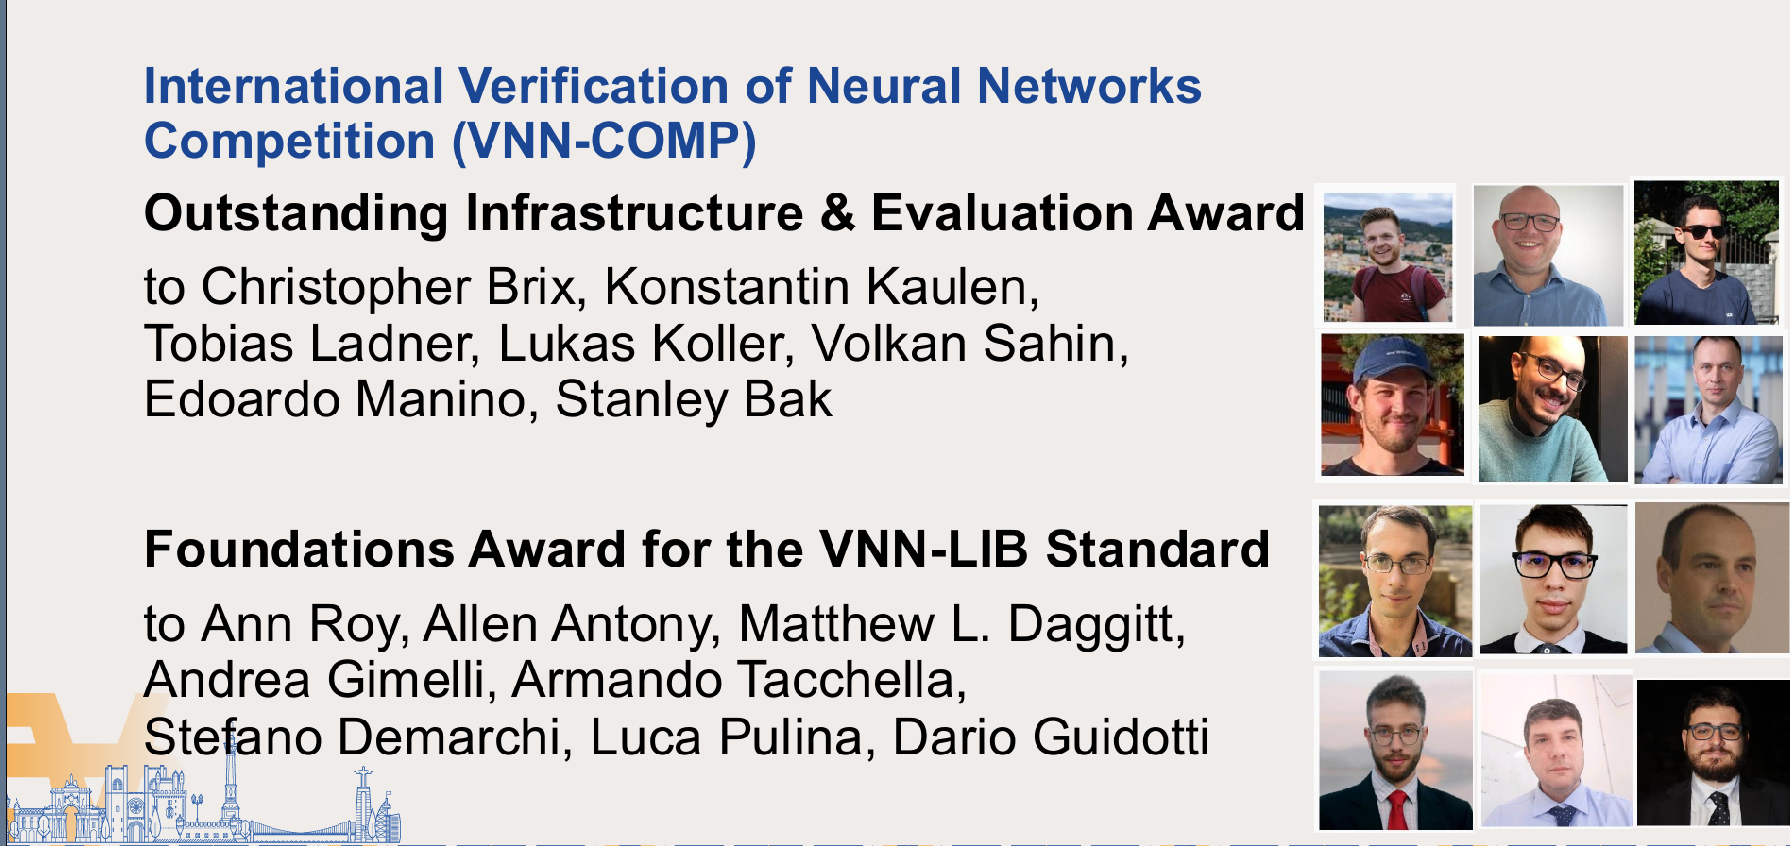 International Verification of Neural Networks
Competition (VNN-COMP)
Outstanding Infrastructure & Evaluation Award
to Christopher Brix, Konstantin Kaulen,
Tobias Ladner, Lukas Koller, Volkan Sahin,
Edoardo Manino, Stanley Bak
Foundations Award for the VNN-LIB Standard
to Ann Roy, Allen Antony, Matthew L. Daggitt,
Andrea Gimelli, Armando Tacchella,
Stefano Demarchi, Luca Pulina, Dario Guidotti